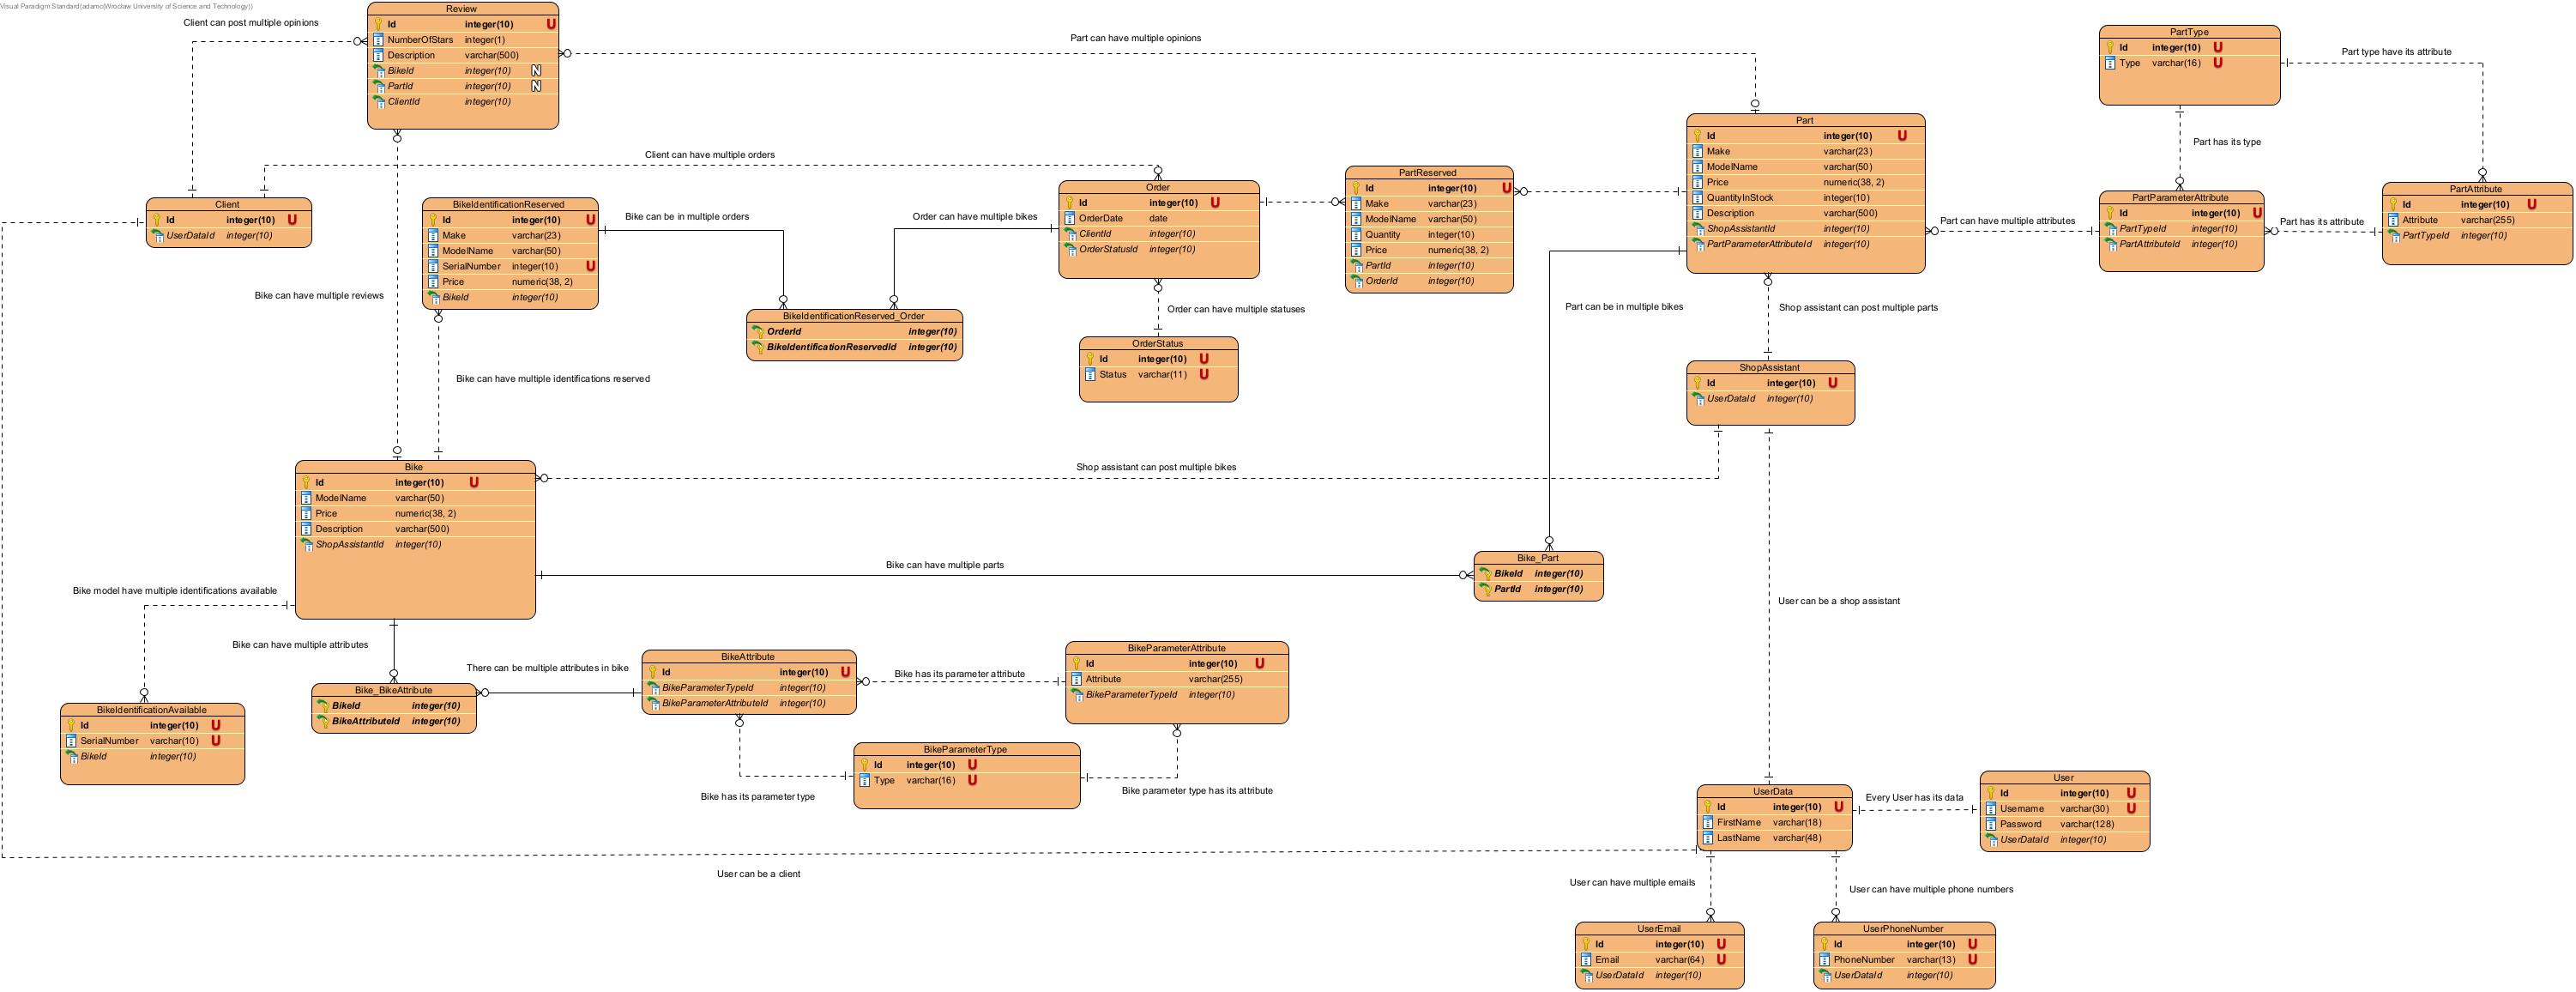 Visual Paradigm Standard(adamc(Wrocław University of Science and Technology))
Client can post multiple opinions
Review
Id integer(10) U
NumberOfStars integer(1)
Description varchar(500)
BikeId integer(10) N
PartId integer(10) N
ClientId integer(10)
Part can have multiple opinions
PartType
Id integer(10) U
Type varchar(16) U
Part type have its attribute
Part has its type
Client can have multiple orders
Client
Id integer(10) U
UserDataId integer(10)
BikeIdentificationReserved
Id integer(10) U
Make varchar(23)
ModelName varchar(50)
SerialNumber integer(10) U
Price numeric(38, 2)
BikeId integer(10)
Bike can be in multiple orders
Order can have multiple bikes
Order
Id integer(10) U
OrderDate date
ClientId integer(10)
OrderStatusId integer(10)
PartReserved
Id integer(10) U
Make varchar(23)
ModelName varchar(50)
Quantity integer(10)
Price numeric(38, 2)
PartId integer(10)
OrderId integer(10)
Part
Id integer(10) U
Make varchar(23)
ModelName varchar(50)
Price numeric(38, 2)
QuantityInStock integer(10)
Description varchar(500)
ShopAssistantId integer(10)
PartParameterAttributeId integer(10)
Part can have multiple attributes
PartParameterAttribute
Id integer(10) U
PartTypeId integer(10)
PartAttributeId integer(10)
Part has its attribute
PartAttribute
Id integer(10) U
Attribute varchar(255)
PartTypeId integer(10)
Bike can have multiple reviews
BikeIdentificationReserved_Order
OrderId integer(10)
BikeIdentificationReservedId integer(10)
Order can have multiple statuses
Part can be in multiple bikes
Shop assistant can post multiple parts
OrderStatus
Id integer(10) U
Status varchar(11) U
Bike can have multiple identifications reserved
ShopAssistant
Id integer(10) U
UserDataId integer(10)
Bike
Id integer(10) U
ModelName varchar(50)
Price numeric(38, 2)
Description varchar(500)
ShopAssistantId integer(10)
Shop assistant can post multiple bikes
Bike can have multiple parts
Bike_Part
BikeId integer(10)
PartId integer(10)
Bike model have multiple identifications available
User can be a shop assistant
Bike can have multiple attributes
There can be multiple attributes in bike
BikeAttribute
Id integer(10) U
BikeParameterTypeId integer(10)
BikeParameterAttributeId integer(10)
Bike has its parameter attribute
BikeParameterAttribute
Id integer(10) U
Attribute varchar(255)
BikeParameterTypeId integer(10)
Bike_BikeAttribute
BikeId integer(10)
BikeAttributeId integer(10)
BikeIdentificationAvailable
Id integer(10) U
SerialNumber varchar(10) U
BikeId integer(10)
BikeParameterType
Id integer(10) U
Type varchar(16) U
Bike has its parameter type
Bike parameter type has its attribute
UserData
Id integer(10) U
FirstName varchar(18)
LastName varchar(48)
Every User has its data
User
Id integer(10) U
Username varchar(30) U
Password varchar(128)
UserDataId integer(10)
User can be a client
User can have multiple emails
User can have multiple phone numbers
UserEmail
Id integer(10) U
Email varchar(64) U
UserDataId integer(10)
UserPhoneNumber
Id integer(10) U
PhoneNumber varchar(13) U
UserDataId integer(10)